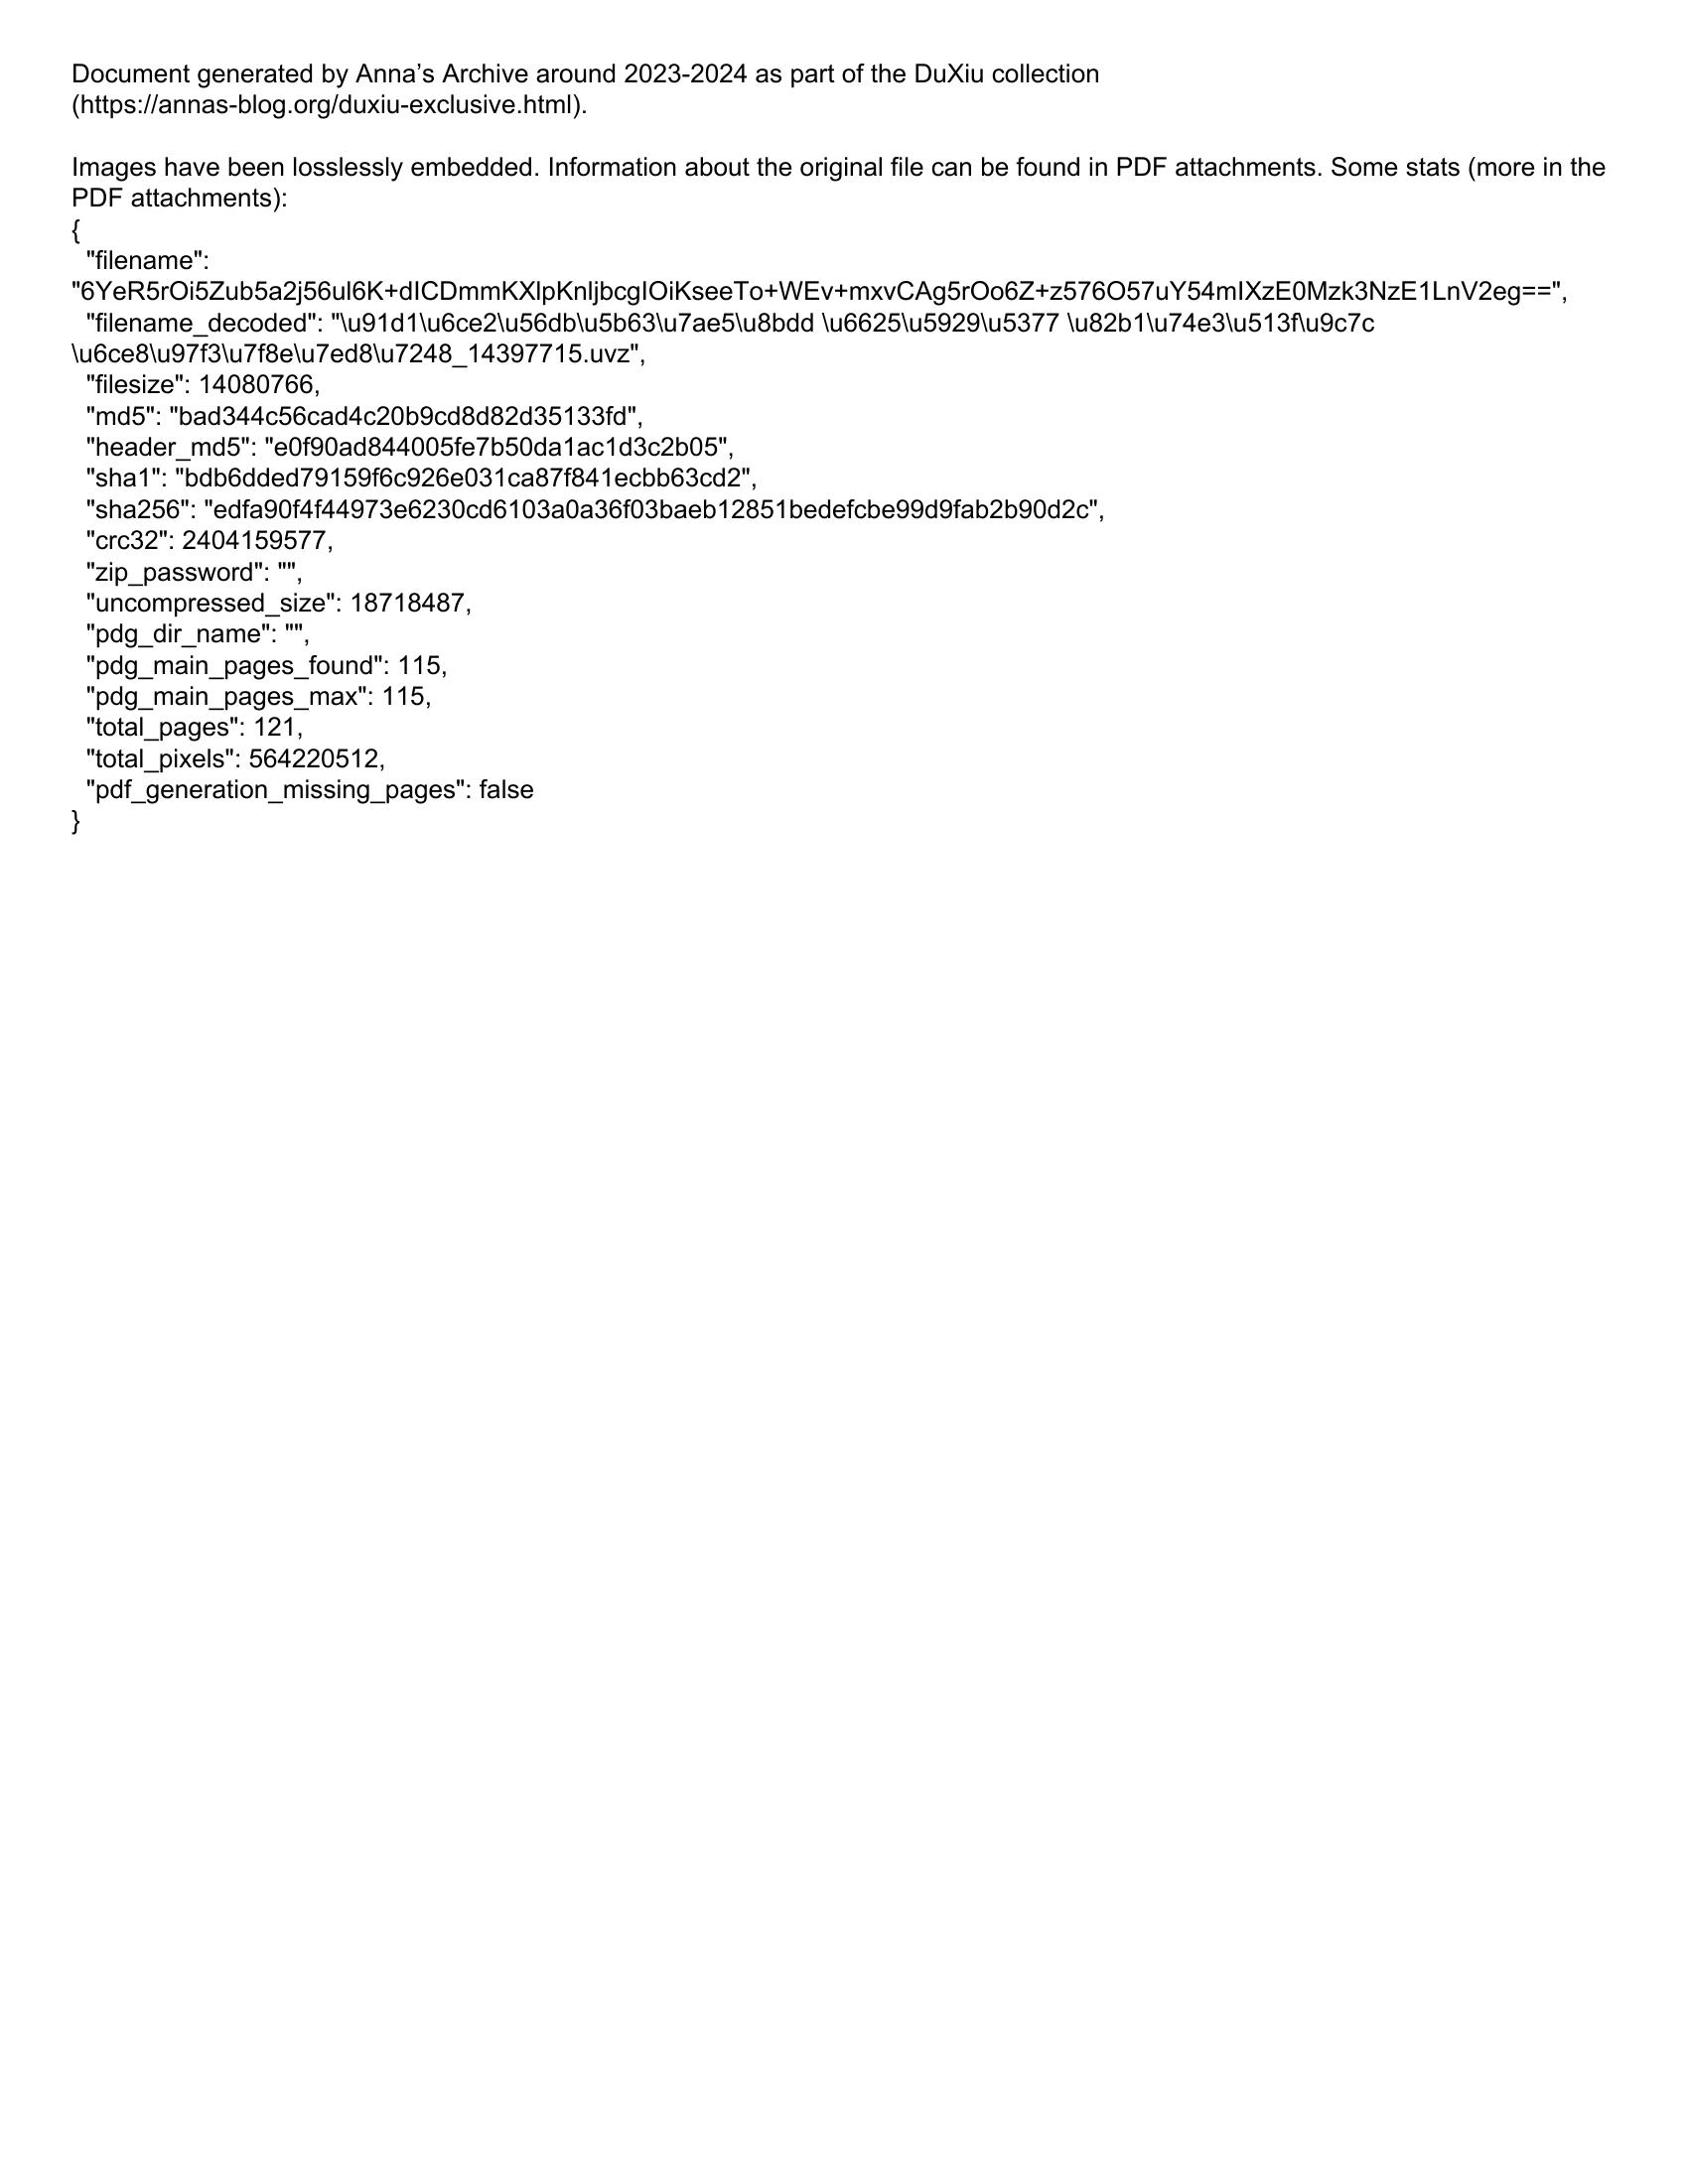 Document generated by Anna’s Archive around 2023-2024 as part of the DuXiu collection
(https://annas-blog.org/duxiu-exclusive.html).
Images have been losslessly embedded. Information about the original file can be found in PDF attachments. Some stats (more in the
PDF attachments):
{
"filename":
"6YeR5rOi5Zub5a2j56ul6K+dICDmmKXlpKnljbcgIOiKseeTo+WEv+mxvCAg5rOo6Z+z576O57uY54mIXzE0Mzk3NzE1LnV2eg==",
"filename_decoded": "\u91d1\u6ce2\u56db\u5b63\u7ae5\u8bdd \u6625\u5929\u5377 \u82b1\u74e3\u513f\u9c7c
\u6ce8\u97f3\u7f8e\u7ed8\u7248_14397715.uvz",
"filesize": 14080766,
"md5": "bad344c56cad4c20b9cd8d82d35133fd",
"header_md5": "e0f90ad844005fe7b50da1ac1d3c2b05",
"sha1": "bdb6dded79159f6c926e031ca87f841ecbb63cd2",
"sha256": "edfa90f4f44973e6230cd6103a0a36f03baeb12851bedefcbe99d9fab2b90d2c",
"crc32": 2404159577,
"zip_password": "",
"uncompressed_size": 18718487,
"pdg_dir_name": "",
"pdg_main_pages_found": 115,
"pdg_main_pages_max": 115,
"total_pages": 121,
"total_pixels": 564220512,
"pdf_generation_missing_pages": false
}